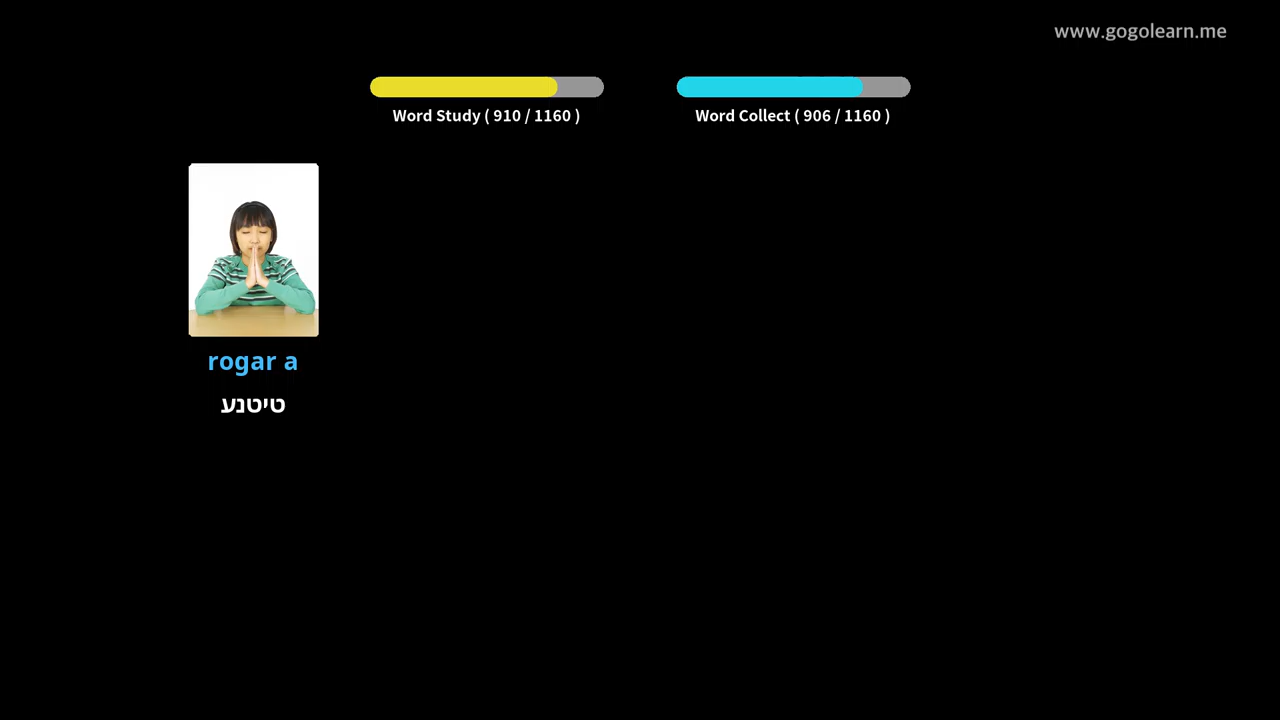 www.gogolearn.me
Word Study ( 910 / 1160 )
Word Collect ( 906 / 1160 )
rogar a
טיטנע